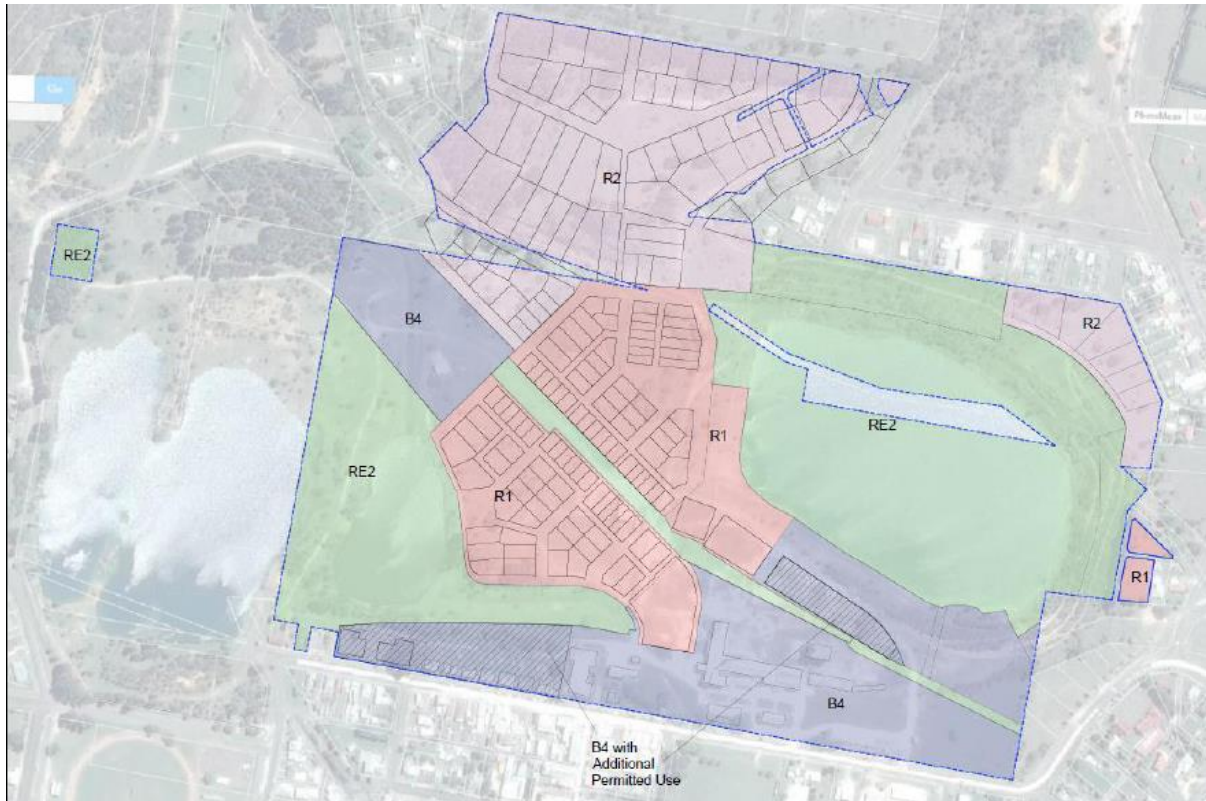 Go
R2
RE2
B4
R2
RE2
R1
RE2
R1
R1
B4
B4 with
Additional
Permitted Use